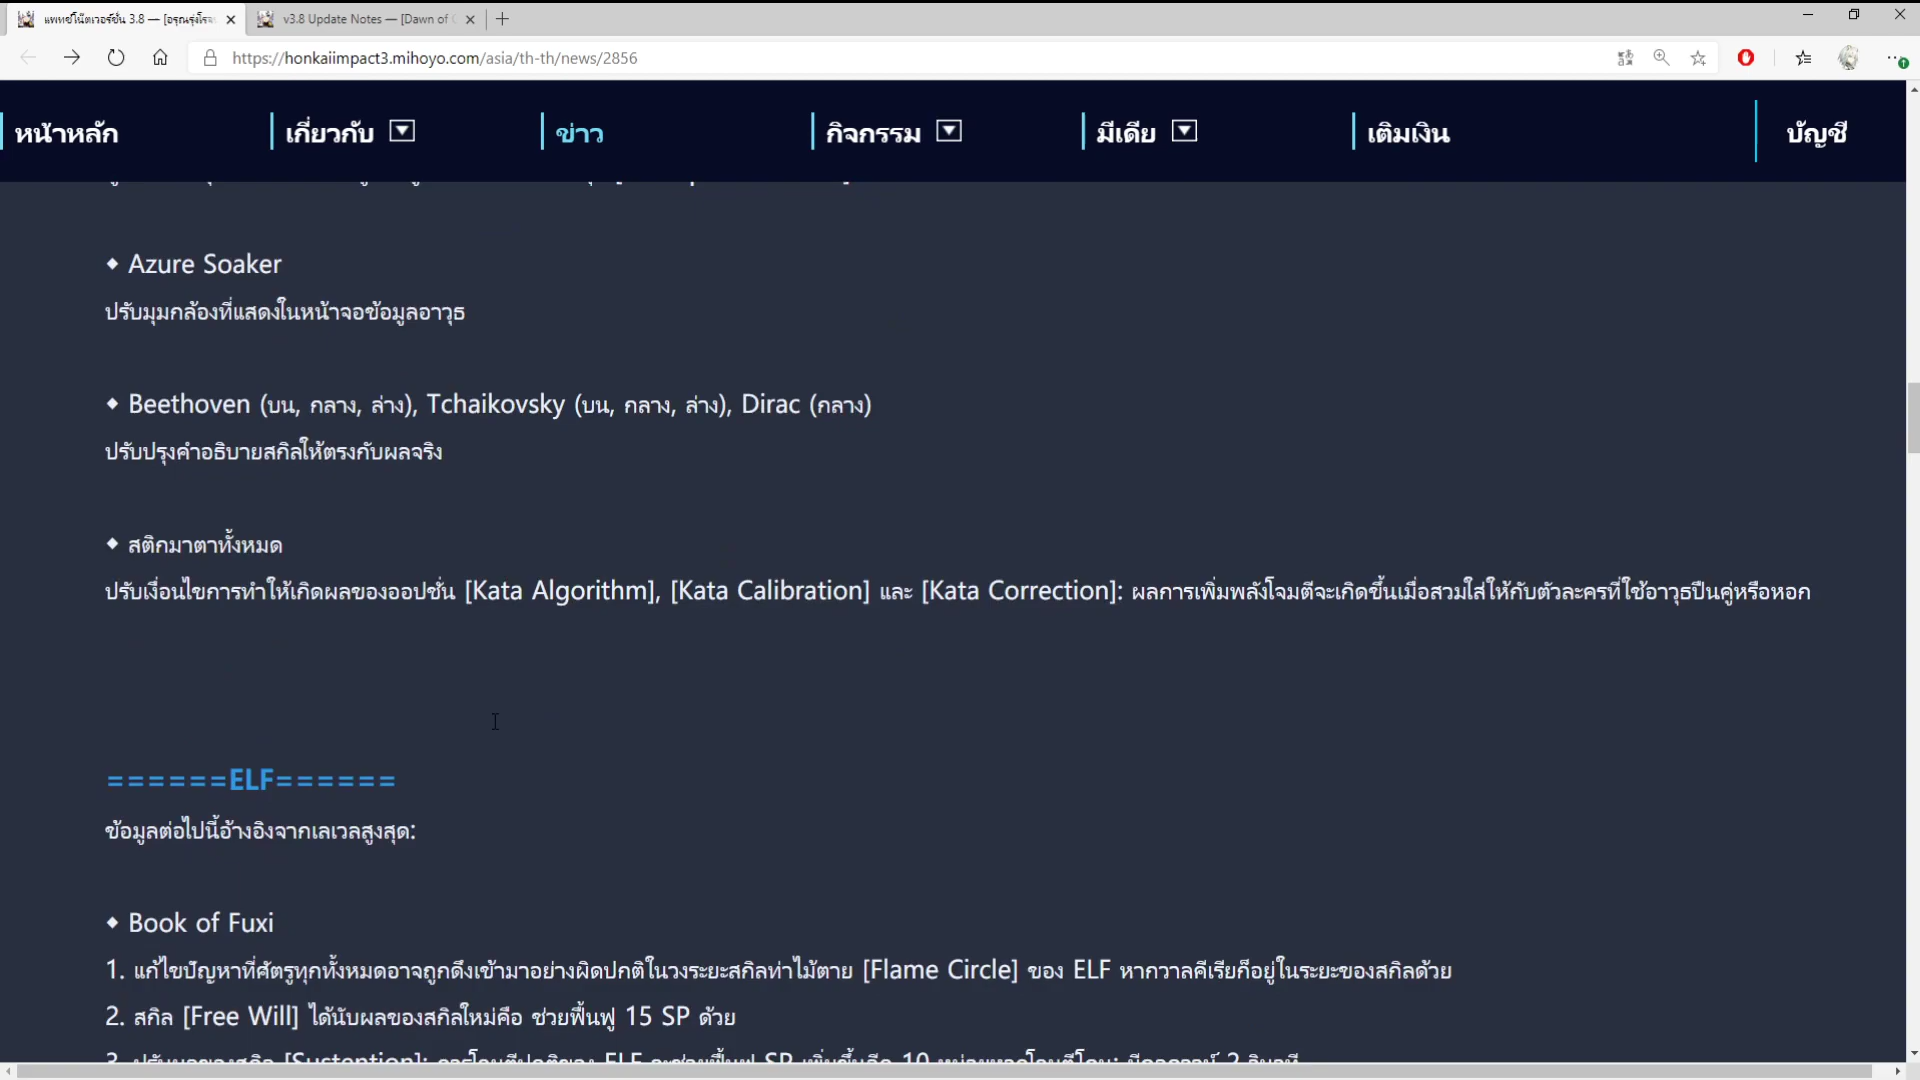 แพทช์โน๊ตเวอร์ชั่น 3.8 — [อรุณรุ่งโรจ
v3.8 Update Notes — [Dawn of
https://honkaiimpact3.mihoyo.com/asia/th-th/news/2856
หน้าหลัก
เกี่ยวกับ
ข่าว
กิจกรรม
มีเดีย
เติมเงิน
บัญชี
◆ Azure Soaker
ปรับมุมกล้องที่แสดงในหน้าจอข้อมูลอาวุธ
◆ Beethoven (บน, กลาง, ล่าง), Tchaikovsky (บน, กลาง, ล่าง), Dirac (กลาง)
ปรับปรุงคำอธิบายสกิลให้ตรงกับผลจริง
◆ สติกมาตาทั้งหมด
ปรับเงื่อนไขการทำให้เกิดผลของออปชั่น [Kata Algorithm], [Kata Calibration] และ [Kata Correction]: ผลการเพิ่มพลังโจมตีจะเกิดขึ้นเมื่อสวมใส่ให้กับตัวละครที่ใช้อาวุธปืนคู่หรือหอก
======ELF======
ข้อมูลต่อไปนี้อ้างอิงจากเลเวลสูงสุด:
◆ Book of Fuxi
1. แก้ไขปัญหาที่ศัตรูทุกทั้งหมดอาจถูกดึงเข้ามาอย่างผิดปกติในวงระยะสกิลท่าไม้ตาย [Flame Circle] ของ ELF หากวาลคีเรียก็อยู่ในระยะของสกิลด้วย
2. สกิล [Free Will] ได้นับผลของสกิลใหม่คือ ช่วยฟื้นฟู 15 SP ด้วย